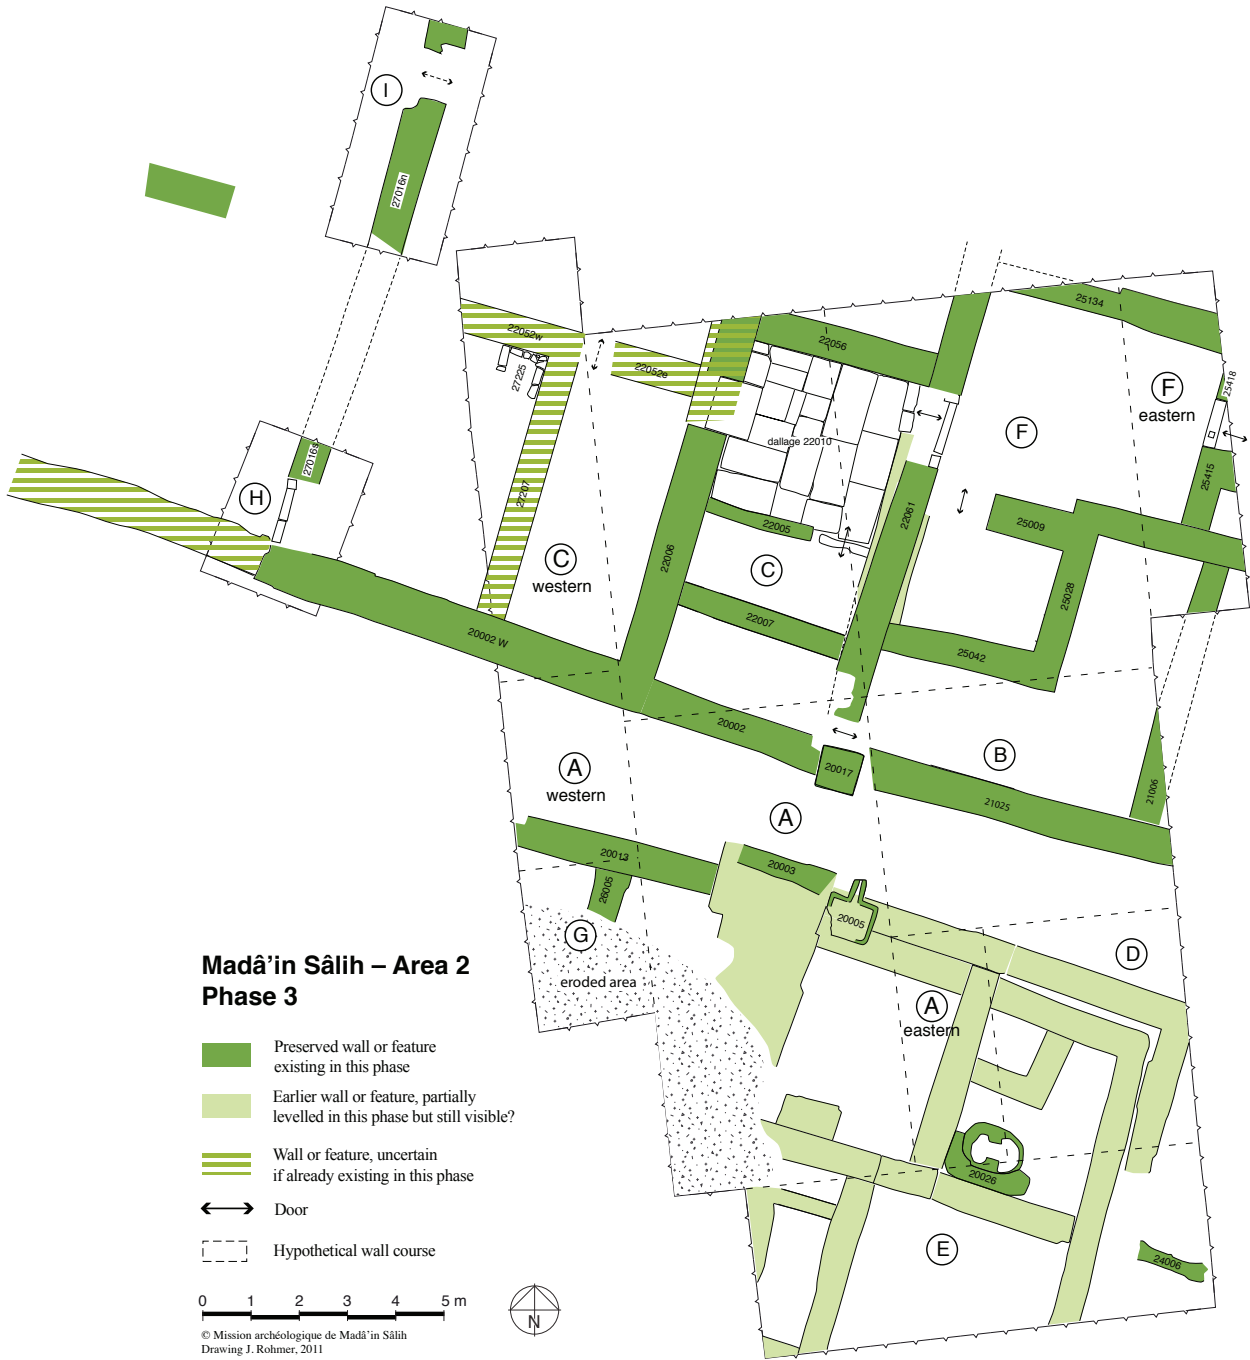 I
27016n
25134
22052w
22056
22052e
27225
F
eastern
25418
F
dallage 22010
27016s
H
27207
25415
22061
22005
25009
C
western
22006
C
25028
22007
20002 W
25042
20002
B
A
western
20017
21006
21025
A
20013
20003
26005
20005
G
D
eroded area
A
eastern
Madâ'in Sâlih – Area 2
Phase 3
Preserved wall or feature
existing in this phase
Earlier wall or feature, partially
levelled in this phase but still visible?
Wall or feature, uncertain
if already existing in this phase
20026
Door
E
Hypothetical wall course
24006
0 1 2 3 4 5 m
N
© Mission archéologique de Madâ'in Sâlih
Drawing J. Rohmer, 2011